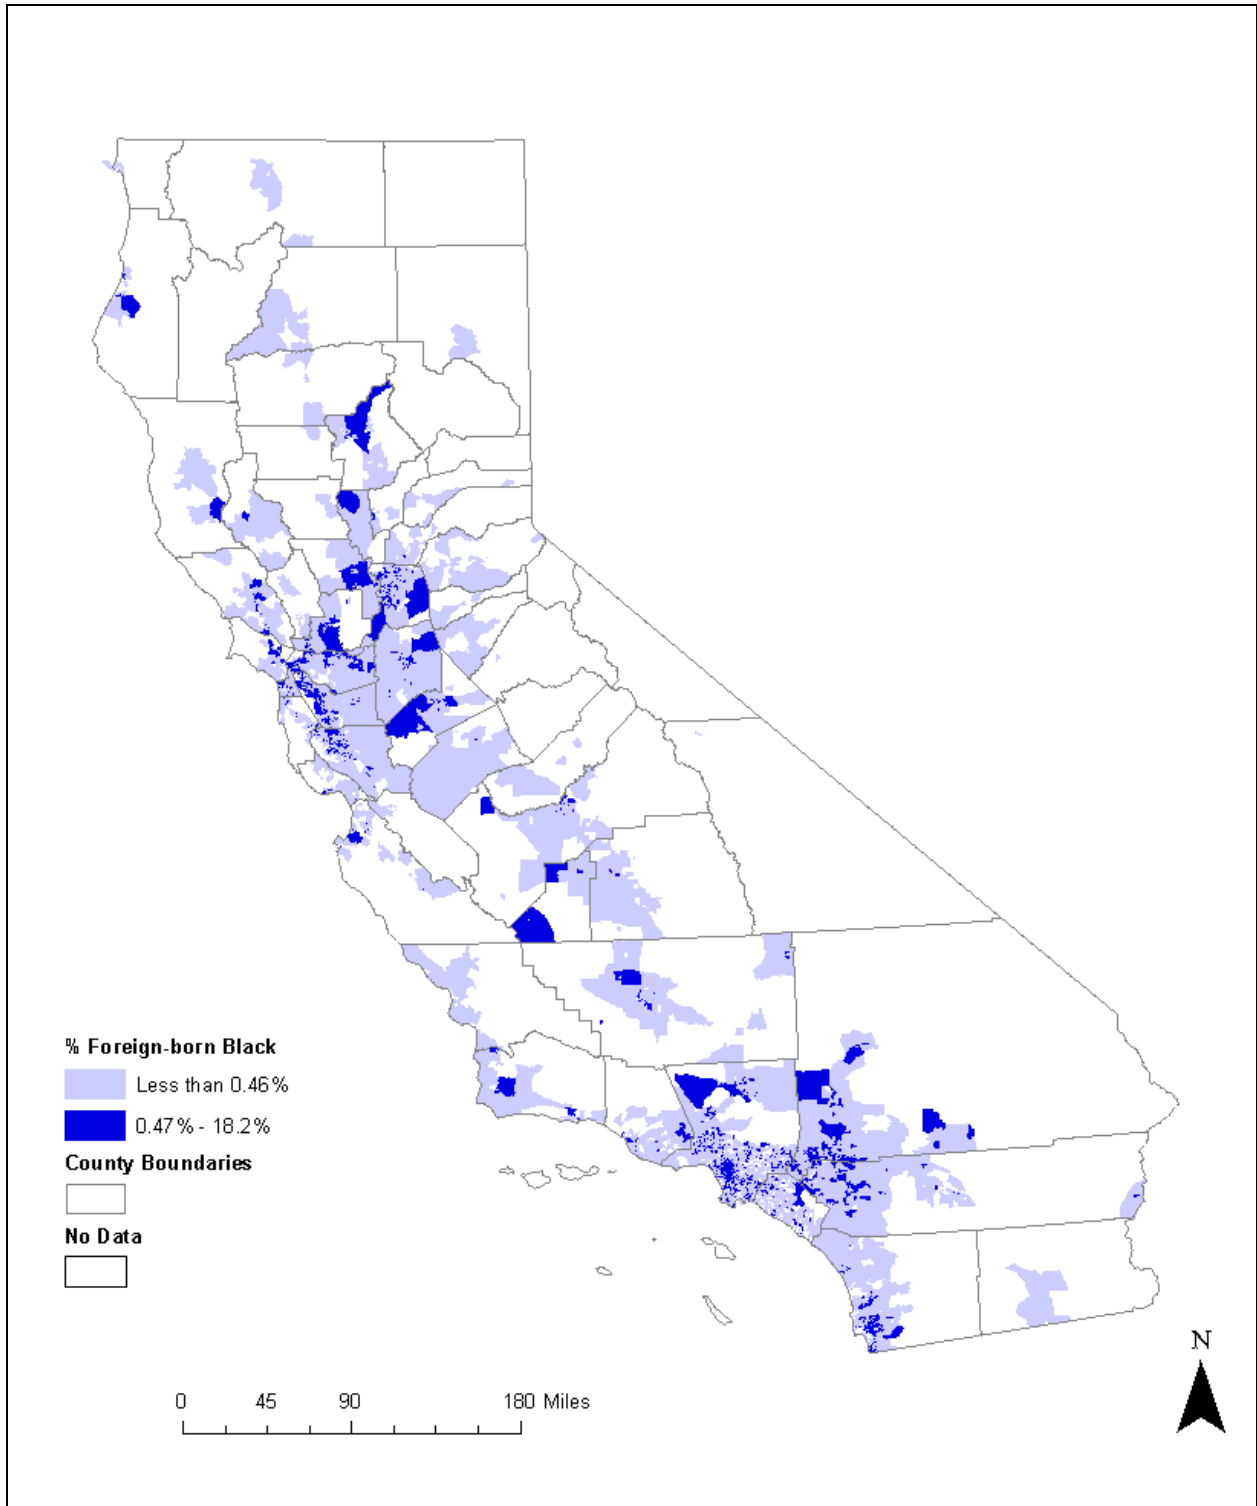 % Foreign-born Black
Less than 0.46%
0.47% - 18.2%
County Boundaries
No Data
N
0 45 90 180 Miles